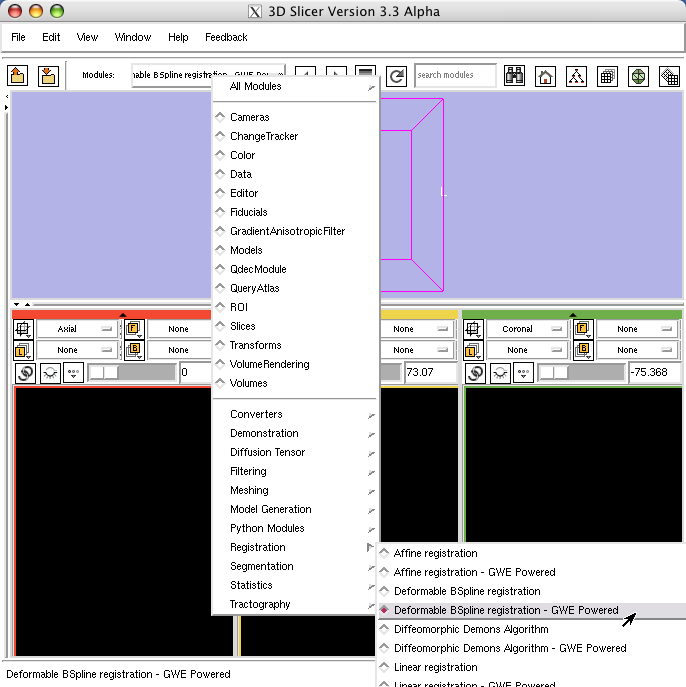 3D Slicer Version 3.3 Alpha
File Edit View Window Help Feedback
Modules: nable BSpline registration - GWE Pow search modules
All Modules
Cameras
ChangeTracker
Color
Data
Editor
Fiducials
GradientAnisotropicFilter
Models
QdecModule
QueryAtlas
ROI
Slices
Transforms
VolumeRendering
Volumes
Converters
Demonstration
Diffusion Tensor
Filtering
Meshing
Model Generation
Python Modules
Registration
Segmentation
Statistics
Tractography
L
Axial F None None Coronal F None
L None B None None L None B None
0 73.07 -75.368
Affine registration
Affine registration - GWE Powered
Deformable BSpline registration
Deformable BSpline registration - GWE Powered
Diffeomorphic Demons Algorithm
Diffeomorphic Demons Algorithm - GWE Powered
Linear registration
Linear registration - GWE Powered
Deformable BSpline registration - GWE Powered